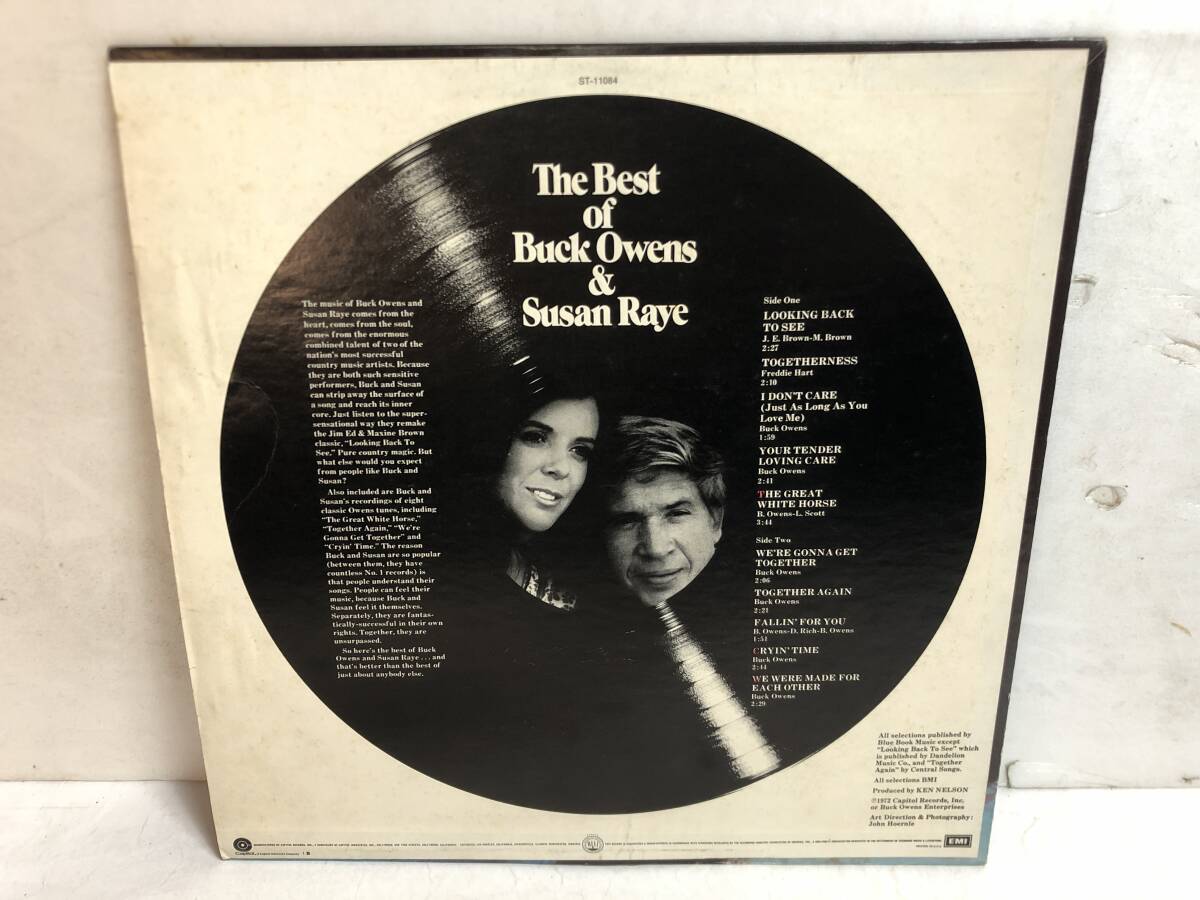 ST-11084
The Best
of
Buck Owens
&
Susan Raye
The music of Buck Owens and
Susan Raye comes from the
heart, comes from the soul,
comes from the enormous
combined talent of two of the
nation's most successful
country music artists. Because
they are both such sensitive
performers, Buck and Susan
can strip away the surface of
a song and reach its inner
core. Just listen to the super-
sensational way they remake
the Jim Ed & Maxine Brown
classic, "Looking Back To
See." Pure country magic. But
what else would you expect
from people like Buck and
Susan?
Also included are Buck and
Susan's recordings of eight
classic Owens tunes, including
"The Great White Horse,"
"Together Again," "We're
Gonna Get Together" and
"Cryin' Time." The reason
Buck and Susan are so popular
(between them, they have
countless No. 1 records) is
that people understand their
songs. People can feel their
music, because Buck and
Susan feel it themselves.
Separately, they are fantas-
tically-successful in their own
rights. Together, they are
unsurpassed.
So here's the best of Buck
Owens and Susan Raye . . . and
that's better than the best of
just about anybody else.
Side One
LOOKING BACK
TO SEE
J. E. Brown-M. Brown
2:27
TOGETHERNESS
Freddie Hart
2:10
I DON'T CARE
(Just As Long As You
Love Me)
Buck Owens
1:59
YOUR TENDER
LOVING CARE
Buck Owens
2:41
THE GREAT
WHITE HORSE
B. Owens-L. Scott
3:44
Side Two
WE'RE GONNA GET
TOGETHER
Buck Owens
2:06
TOGETHER AGAIN
Buck Owens
2:21
FALLIN' FOR YOU
B. Owens-D. Rich-B. Owens
1:51
CRYIN' TIME
Buck Owens
2:44
WE WERE MADE FOR
EACH OTHER
Buck Owens
2:29
All selections published by
Blue Book Music except
"Looking Back To See" which
is published by Dandelion
Music Co., and "Together
Again" by Central Songs.
All selections BMI
Produced by KEN NELSON
℗1972 Capitol Records, Inc.
or Buck Owens Enterprises
Art Direction & Photography:
John Hoernle
Capitol
EMI